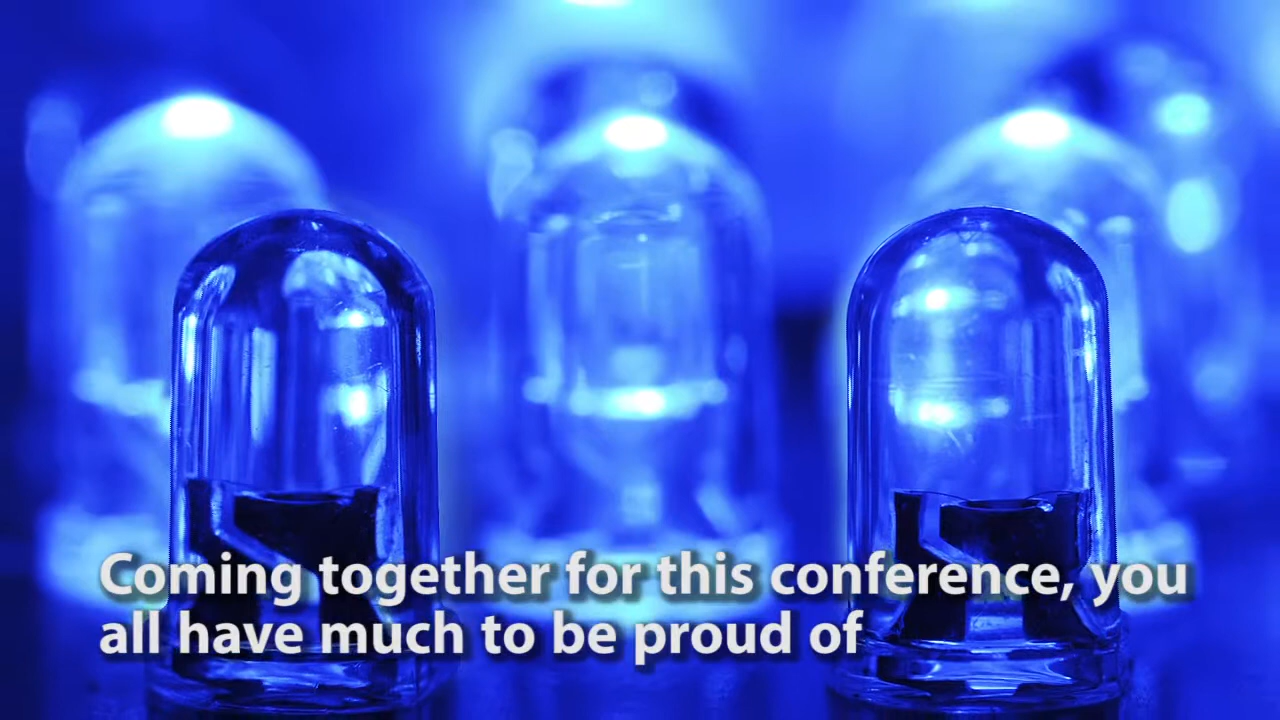 Coming together for this conference, you
all have much to be proud of